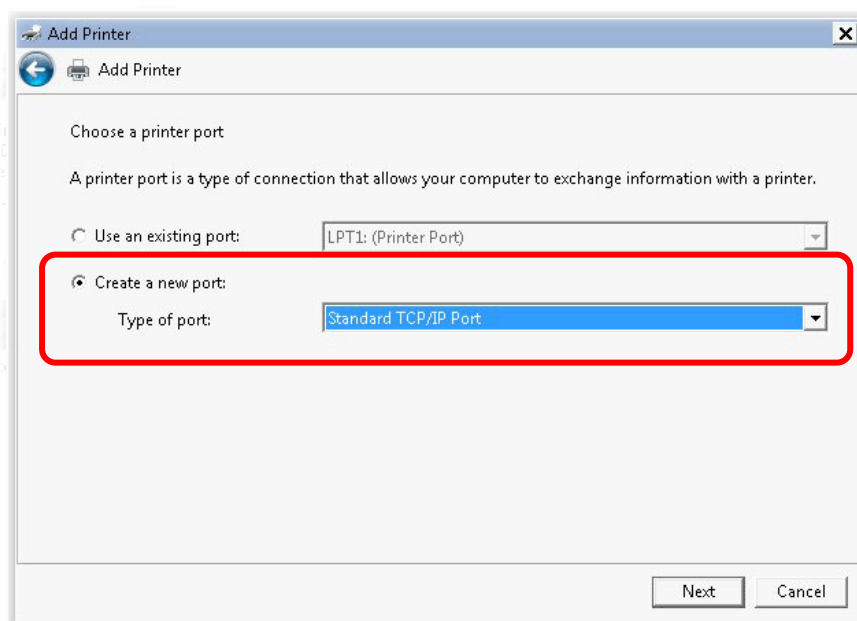 Add Printer
Add Printer
Choose a printer port
A printer port is a type of connection that allows your computer to exchange information with a printer.
Use an existing port: LPT1: (Printer Port)
Create a new port:
Type of port: Standard TCP/IP Port
Next Cancel